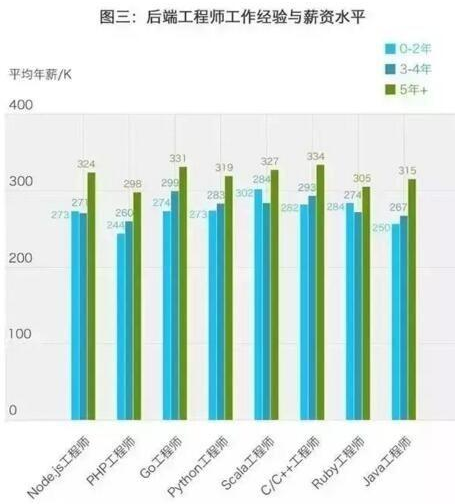 图三：后端工程师工作经验与薪资水平
0-2年
3-4年
5年+
平均年薪/K
400
300
200
100
0
273 271 324
244 260 298
274 299 331
273 283 319
302 284 327
282 293 334
284 274 305
250 267 315
Node.js工程师
PHP工程师
Go工程师
Python工程师
Scala工程师
C/C++工程师
Ruby工程师
Java工程师